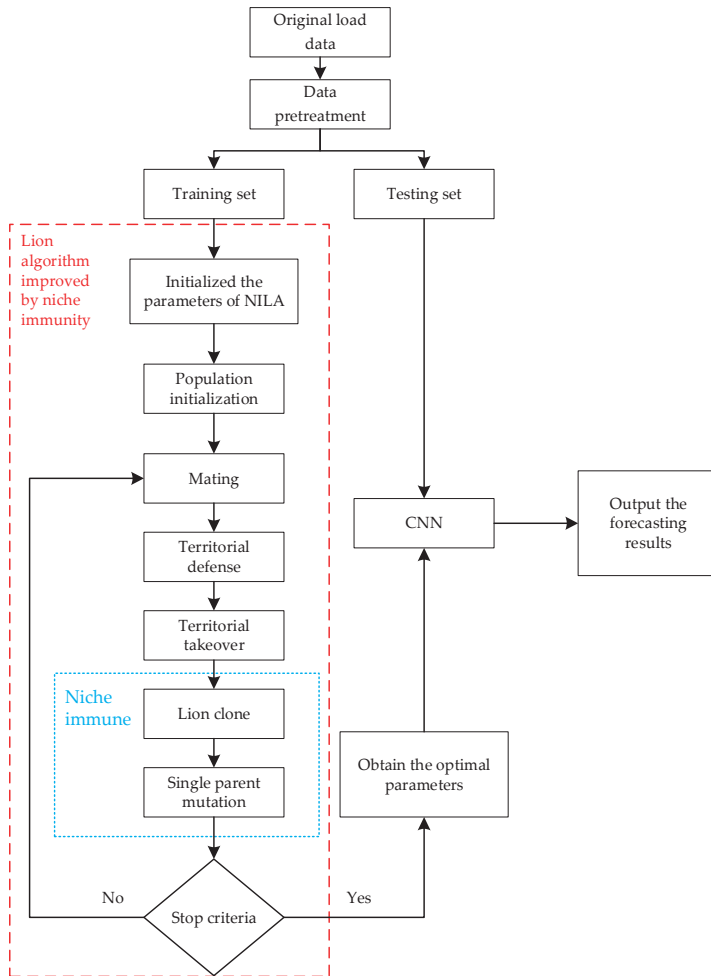 Original load
data
Data
pretreatment
Training set
Testing set
Lion
algorithm
improved
by niche
immunity
Initialized the
parameters of NILA
Population
initialization
Mating
CNN
Output the
forecasting
results
Territorial
defense
Territorial
takeover
Niche
immune
Lion clone
Single parent
mutation
Obtain the optimal
parameters
No
Stop criteria
Yes